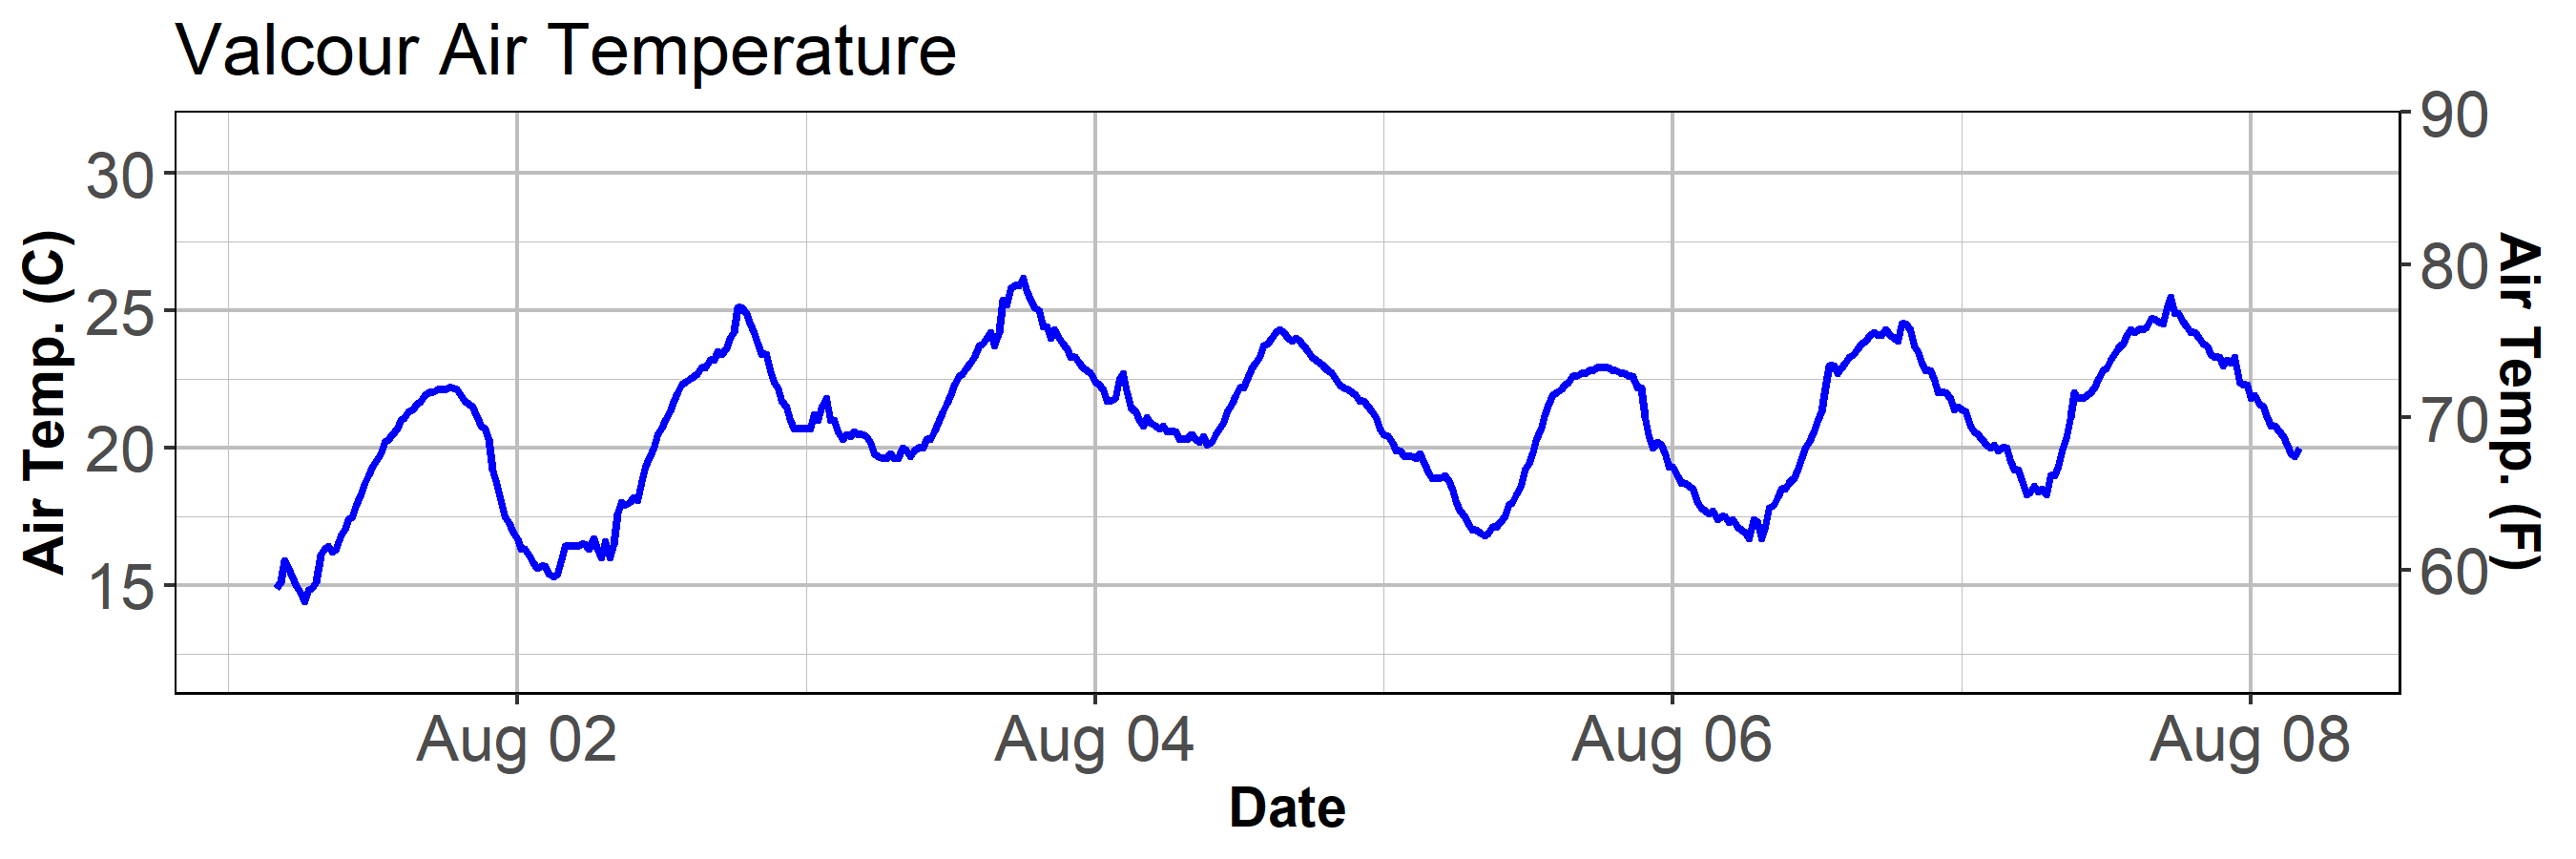 Valcour Air Temperature
Air Temp. (C)
30
25
20
15
90
80
70
60
Air Temp. (F)
Aug 02 Aug 04 Aug 06 Aug 08
Date